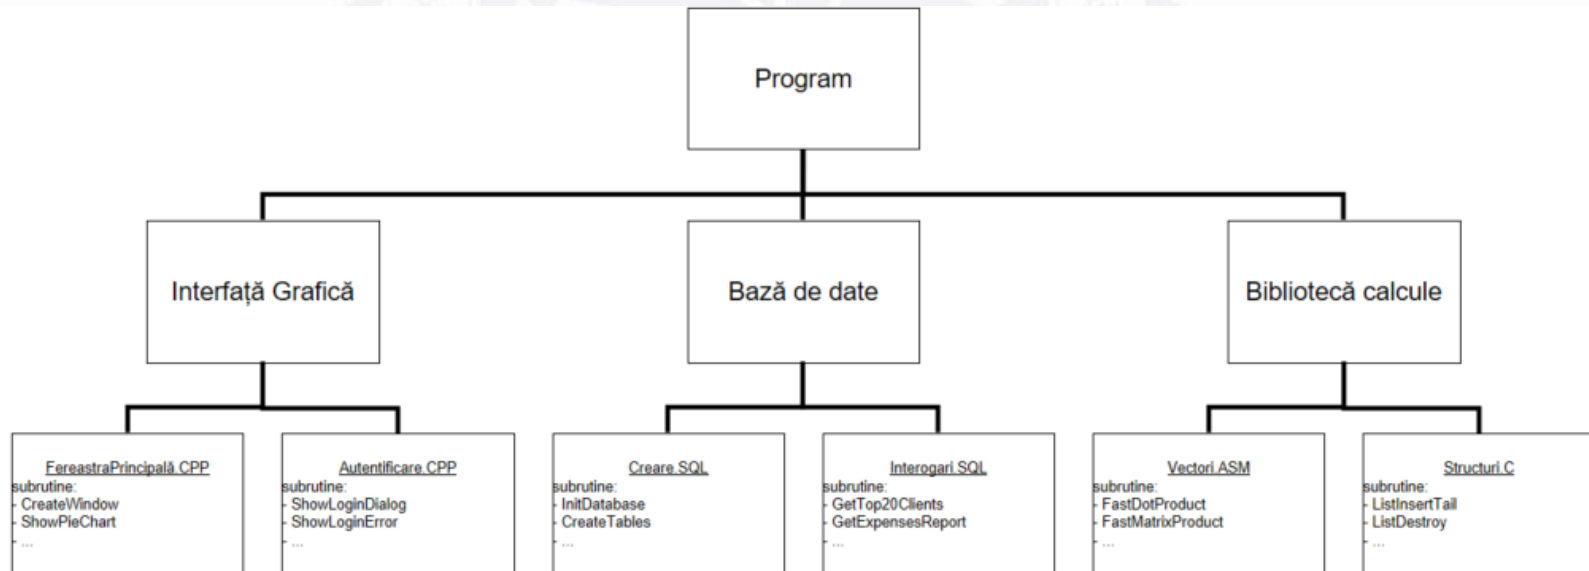 Program
Interfață Grafică
Bază de date
Bibliotecă calcule
FereastraPrincipală.CPP
subrutine:
- CreateWindow
- ShowPieChart
- ...
Autentificare.CPP
subrutine:
- ShowLoginDialog
- ShowLoginError
- ...
Creare.SQL
subrutine:
- InitDatabase
- CreateTables
- ...
Interogari.SQL
subrutine:
- GetTop20Clients
- GetExpensesReport
- ...
Vectori.ASM
subrutine:
- FastDotProduct
- FastMatrixProduct
- ...
Structuri.C
subrutine:
- ListInsertTail
- ListDestroy
- ...